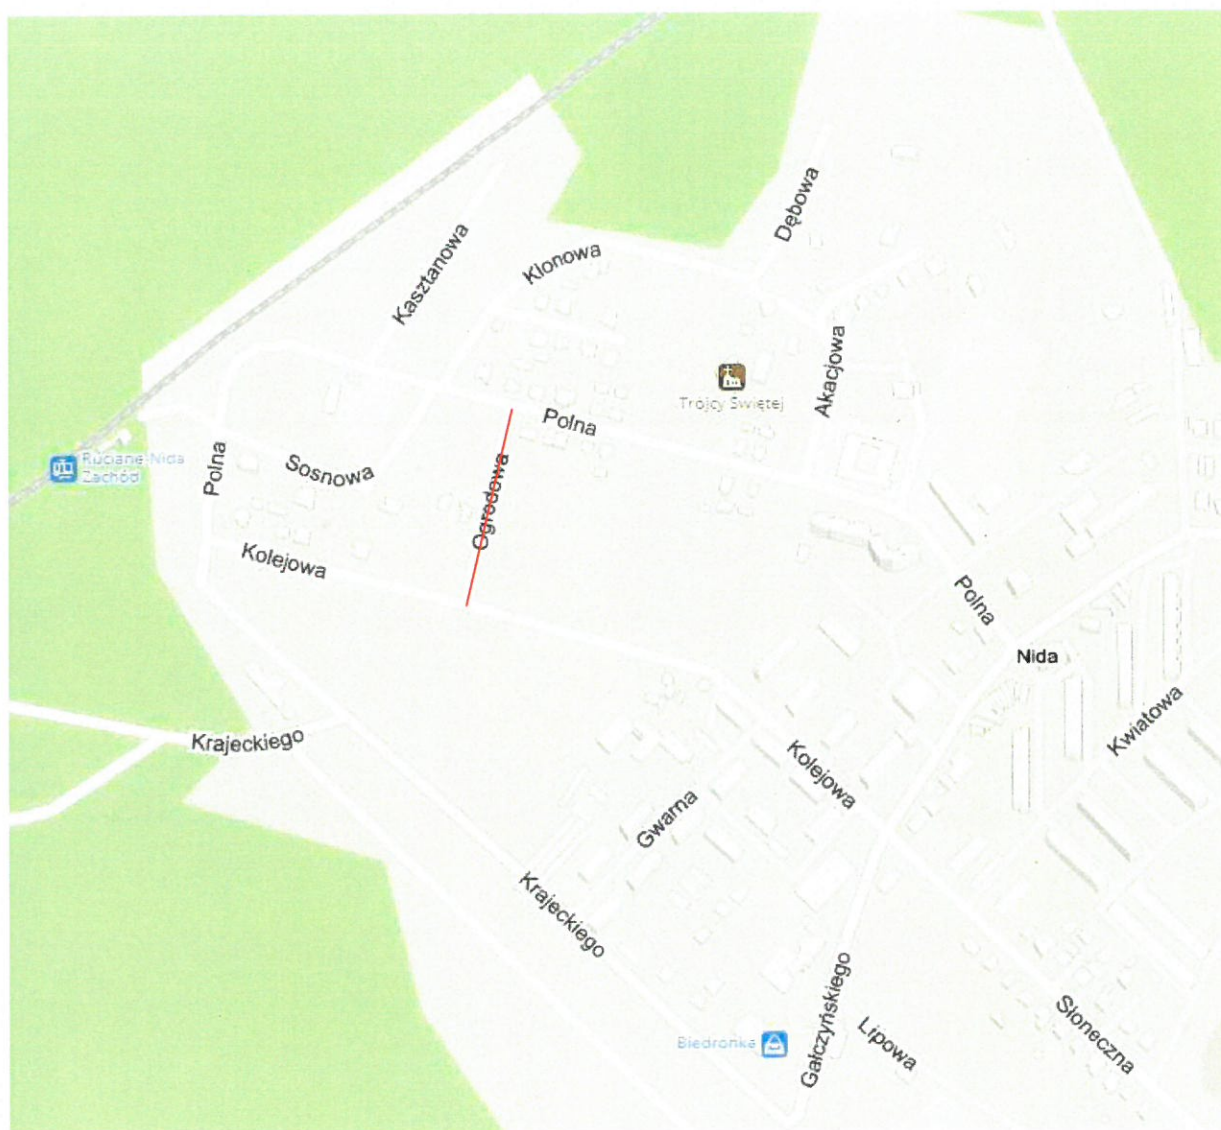 Dębowa
Klonowa
Kasztanowa
Akacjowa
Trójcy Świętej
Polna
Ruciane-Nida
Zachód
Polna
Sosnowa
Ogrodowa
Kolejowa
Polna
Nida
Kwiatowa
Krajeckiego
Kolejowa
Gwarna
Krajeckiego
Gałczyńskiego
Słoneczna
Lipowa
Biedronka